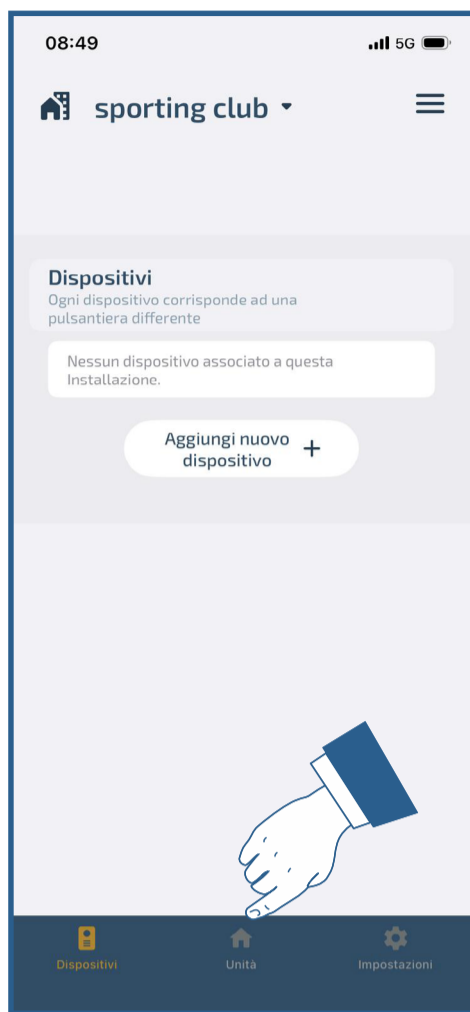 08:49
5G
sporting club
Dispositivi
Ogni dispositivo corrisponde ad una
pulsantiera differente
Nessun dispositivo associato a questa
Installazione.
Aggiungi nuovo
dispositivo +
Dispositivi
Unità
Impostazioni